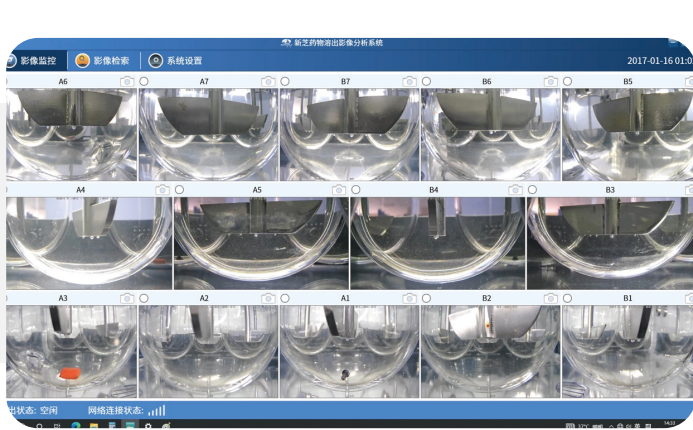 新芝药物溶出影像分析系统
影像监控 影像检索 系统设置 2017-01-16 01:0
A6 A7 B7 B6 B5
A4 A5 B4 B3
A3 A2 A1 B2 B1
出状态: 空闲 网络连接状态:
14:33